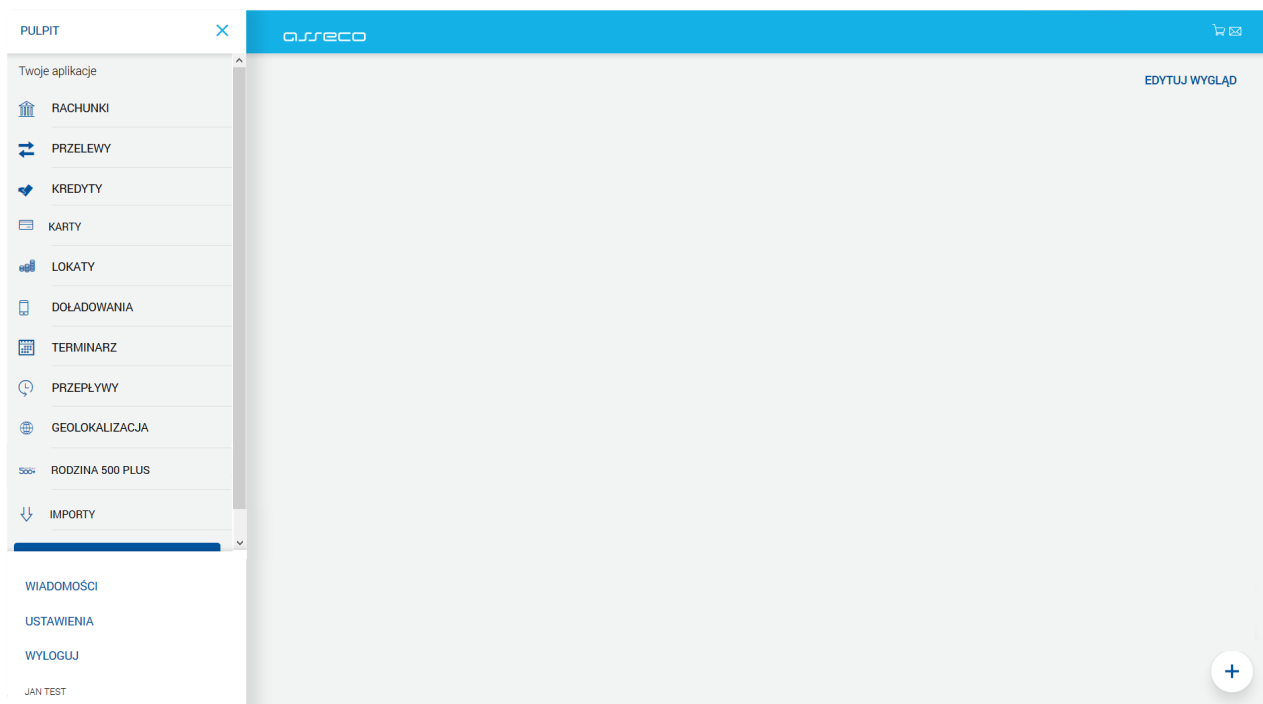 PULPIT
asseco
Twoje aplikacje
EDYTUJ WYGLĄD
RACHUNKI
PRZELEWY
KREDYTY
KARTY
LOKATY
DOŁADOWANIA
TERMINARZ
PRZEPŁYWY
GEOLOKALIZACJA
500+ RODZINA 500 PLUS
IMPORTY
WIADOMOŚCI
USTAWIENIA
WYLOGUJ
JAN TEST